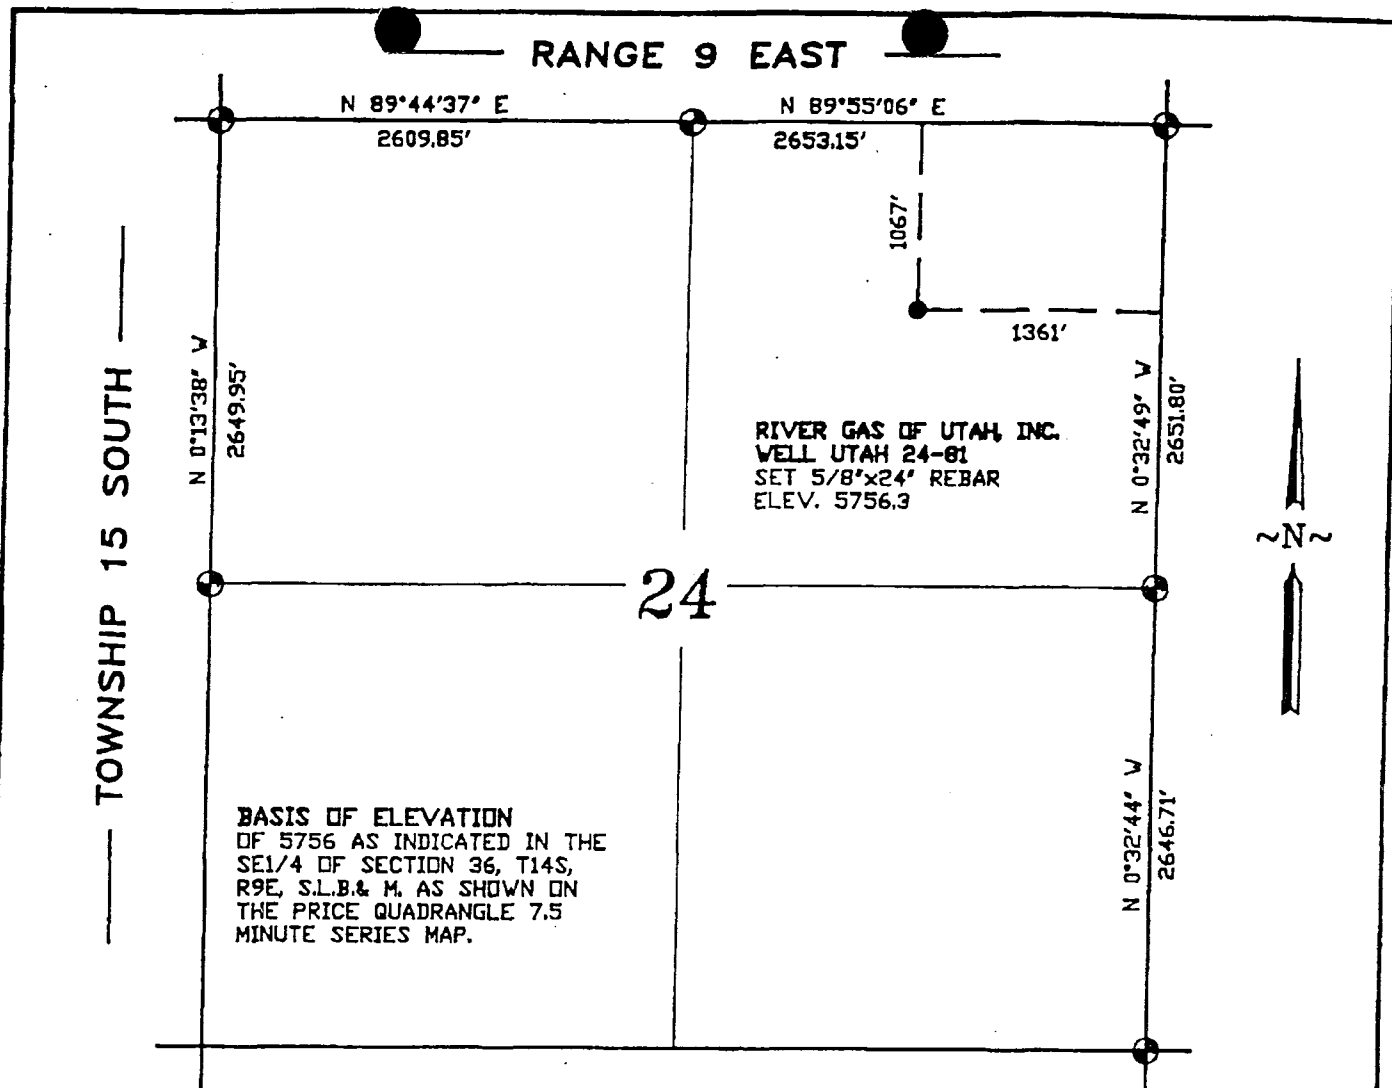 RANGE 9 EAST
N 89°44'37" E
2609.85'
N 89°55'06" E
2653.15'
1067'
1361'
TOWNSHIP 15 SOUTH
N 0°13'38" W
2649.95'
N 0°32'49" W
2651.80'
RIVER GAS OF UTAH, INC.
WELL UTAH 24-81
SET 5/8"x24" REBAR
ELEV. 5756.3
~N~
24
N 0°32'44" W
2646.71'
BASIS OF ELEVATION
OF 5756 AS INDICATED IN THE
SE1/4 OF SECTION 36, T14S,
R9E, S.L.B.& M. AS SHOWN ON
THE PRICE QUADRANGLE 7.5
MINUTE SERIES MAP.